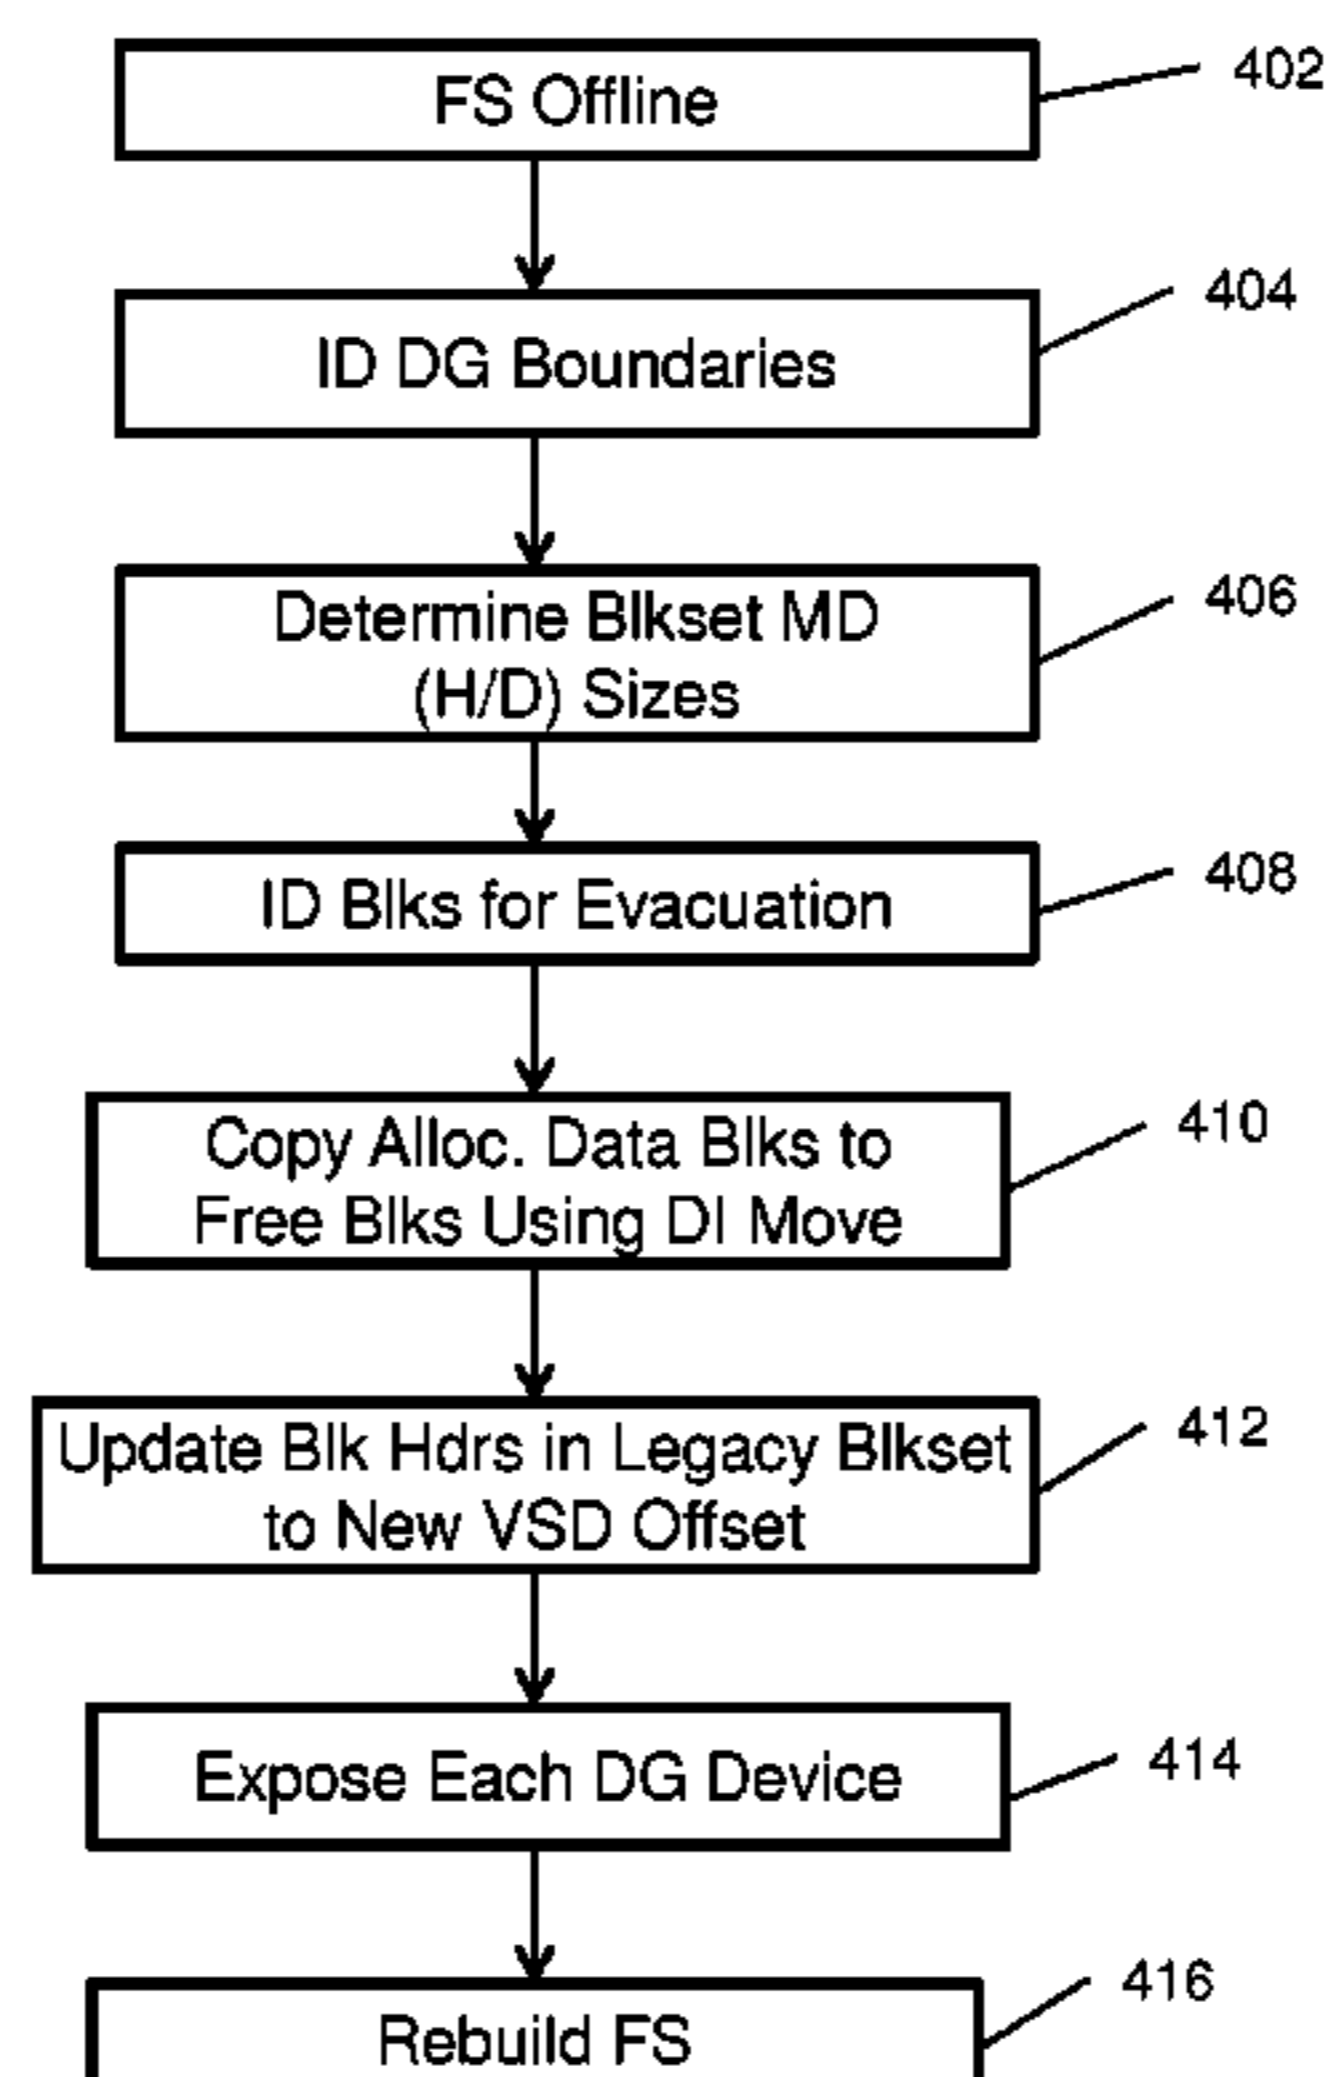 FS Offline
402
ID DG Boundaries
404
Determine Blkset MD
(H/D) Sizes
406
ID Blks for Evacuation
408
Copy Alloc. Data Blks to
Free Blks Using DI Move
410
Update Blk Hdrs in Legacy Blkset
to New VSD Offset
412
Expose Each DG Device
414
Rebuild FS
416